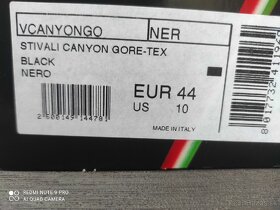 VCANYONGO NER
STIVALI CANYON GORE-TEX
BLACK
NERO
EUR 44
US 10
MADE IN ITALY
REDMI NOTE 9 PRO
AI QUAD CAMERA